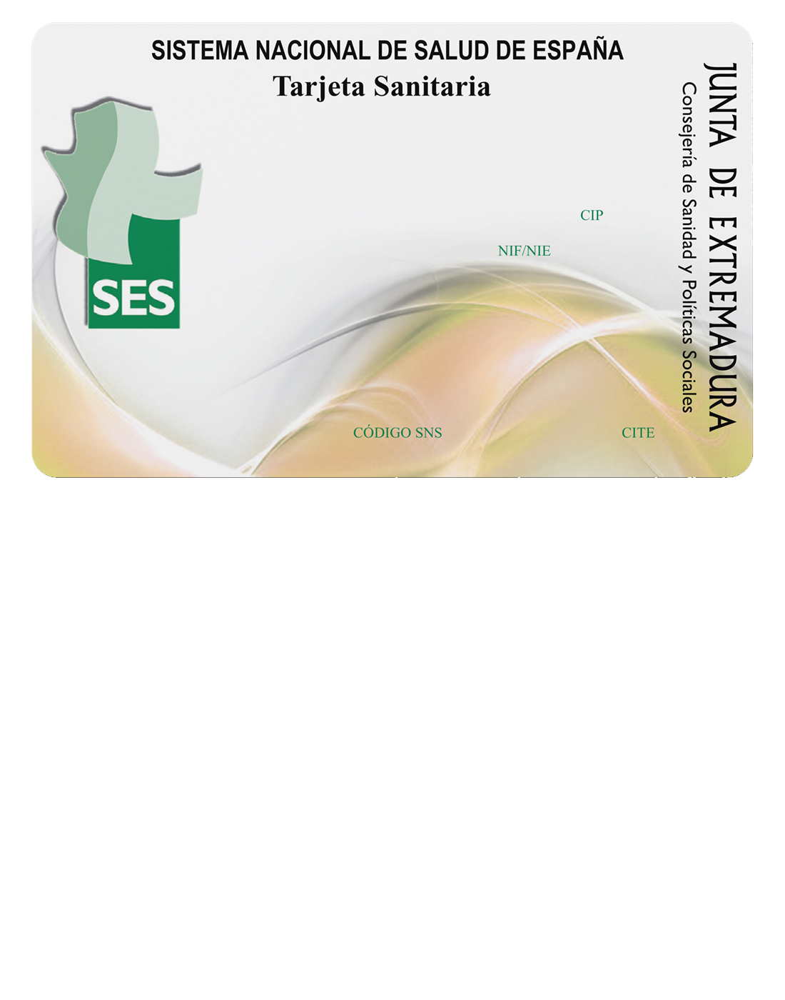 SISTEMA NACIONAL DE SALUD DE ESPAÑA
Tarjeta Sanitaria
JUNTA DE EXTREMADURA
Consejería de Sanidad y Políticas Sociales
CIP
NIF/NIE
SES
CÓDIGO SNS
CITE